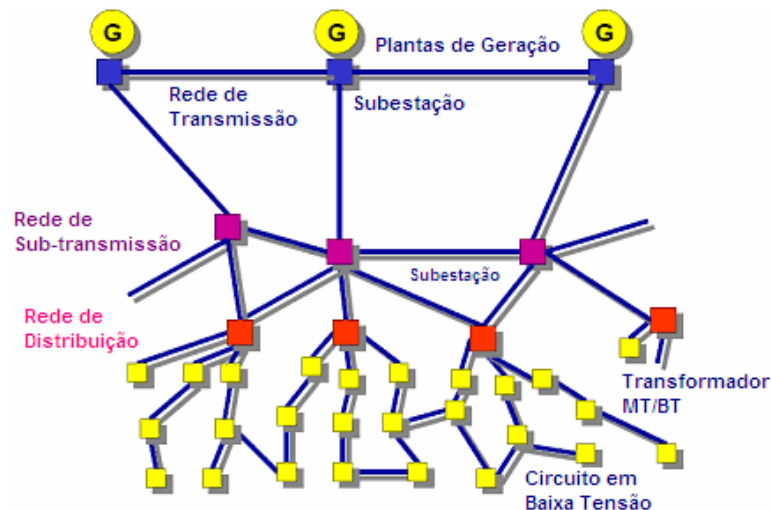 G
G
G
Plantas de Geração
Rede de
Transmissão
Subestação
Rede de
Sub-transmissão
Subestação
Rede de
Distribuição
Transformador
MT/BT
Circuito em
Baixa Tensão